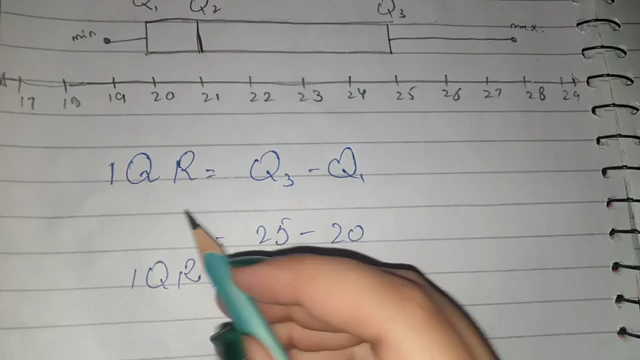 Q₁ Q₂ Q₃
min max.
17 18 19 20 21 22 23 24 25 26 27 28 29
IQR = Q₃ - Q₁
= 25 - 20
IQR